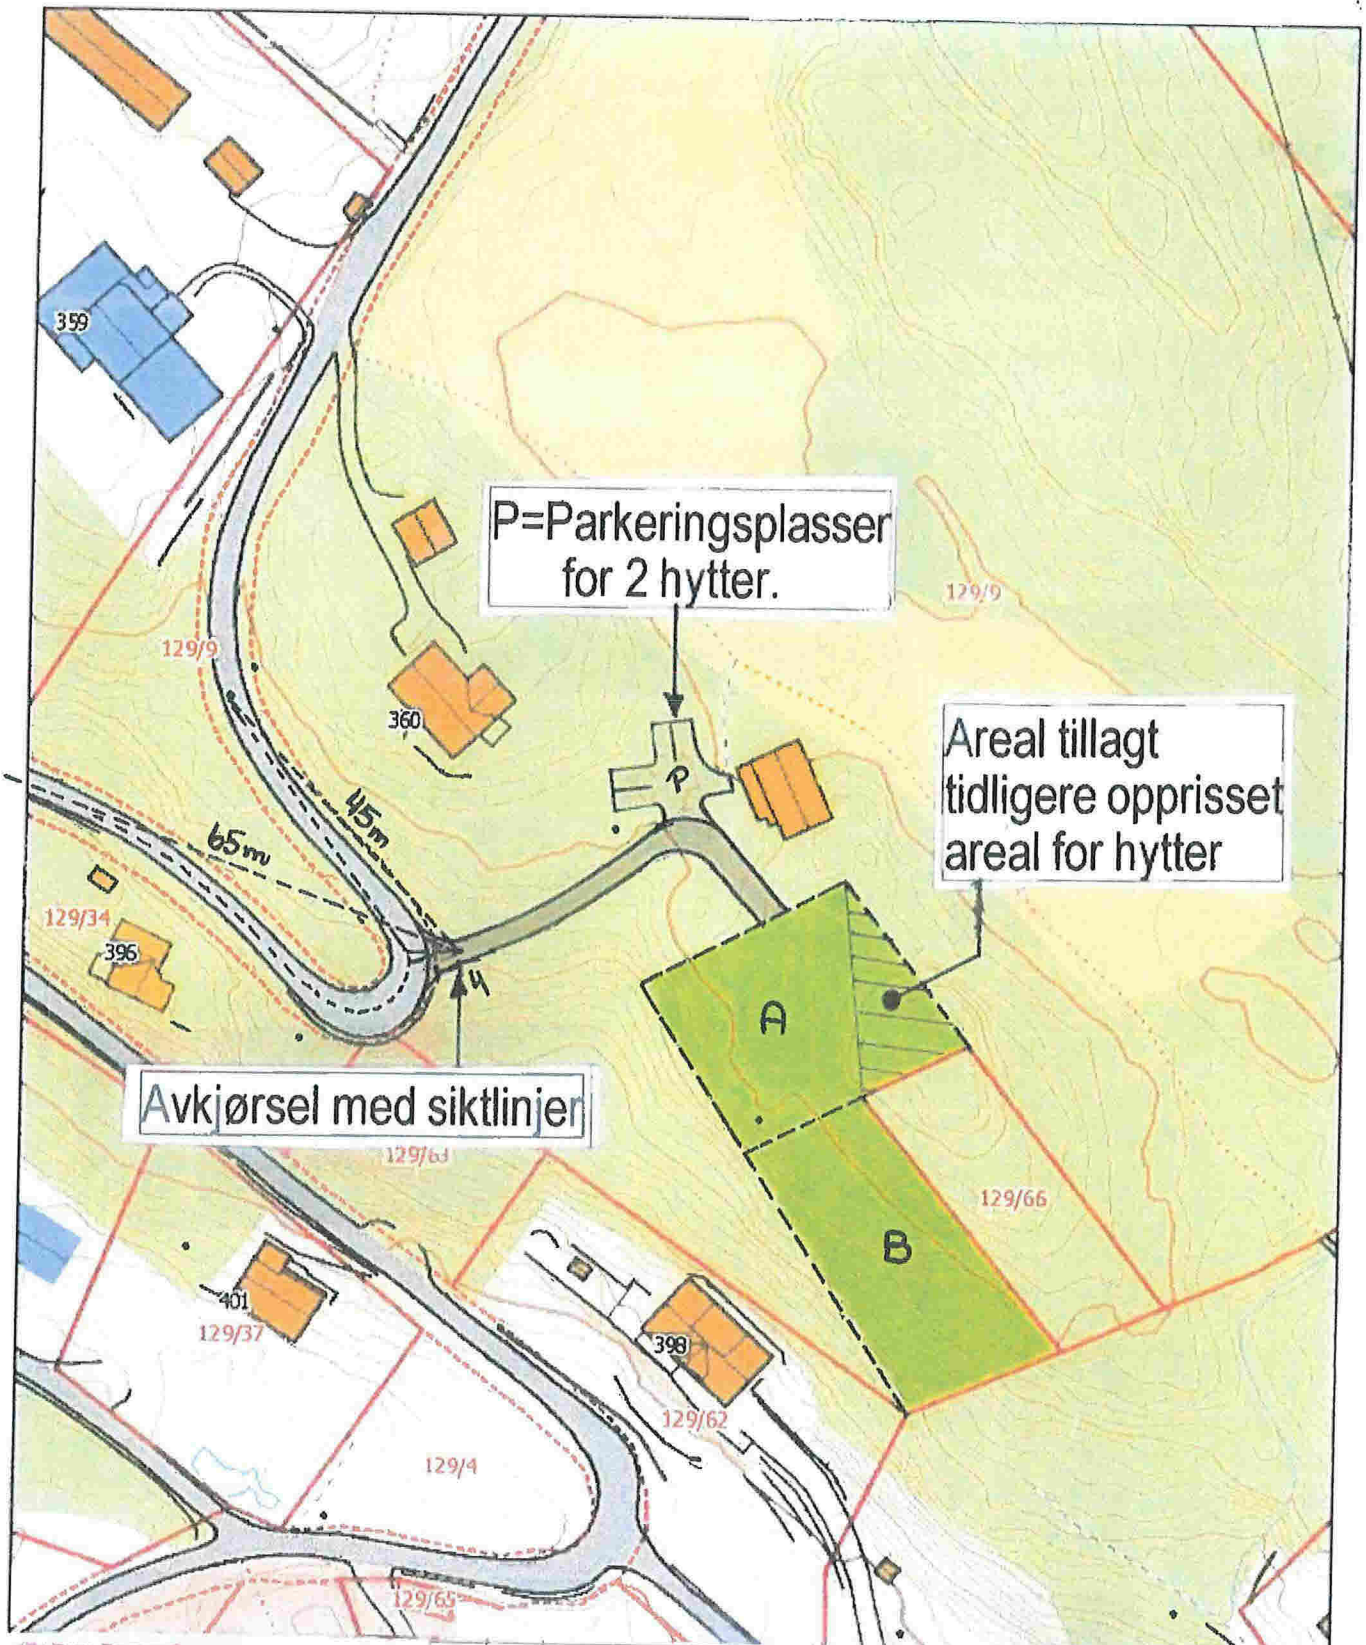 359
P=Parkeringsplasser
for 2 hytter.
129/9
129/9
360
P
Areal tillagt
tidligere opprisset
areal for hytter
45m
65m
129/34
396
4
A
Avkjørsel med siktlinjer
129/63
129/66
B
401
129/37
398
129/62
129/4
129/65